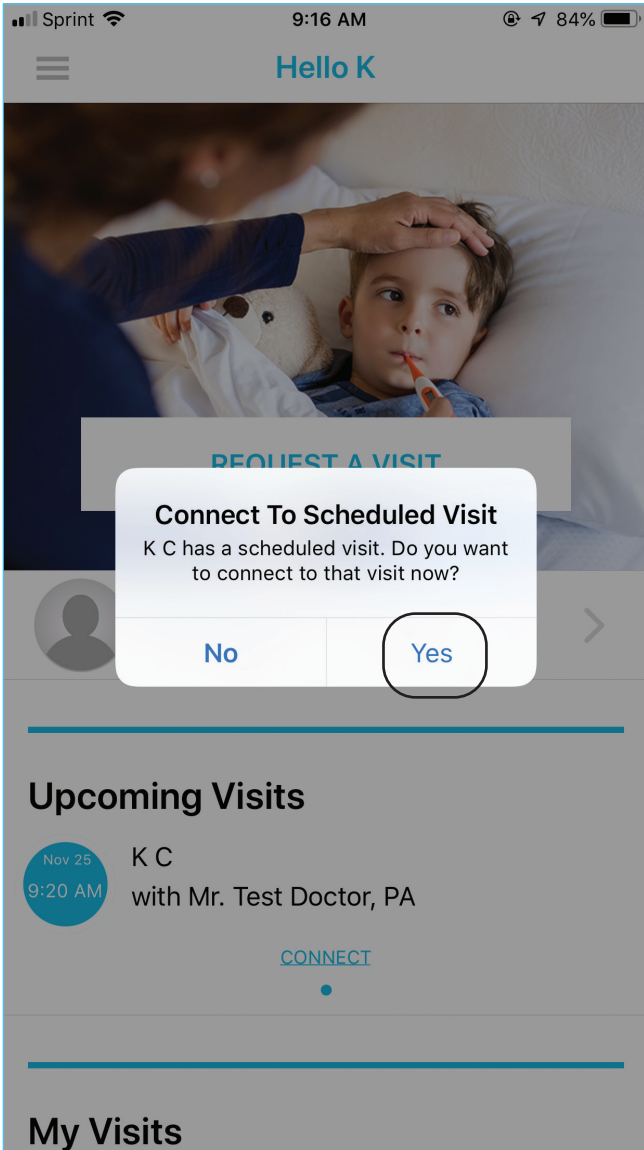 Sprint 9:16 AM 84%
Hello K
REQUEST A VISIT
Connect To Scheduled Visit
K C has a scheduled visit. Do you want
to connect to that visit now?
No Yes
Upcoming Visits
Nov 25
9:20 AM
K C
with Mr. Test Doctor, PA
CONNECT
My Visits